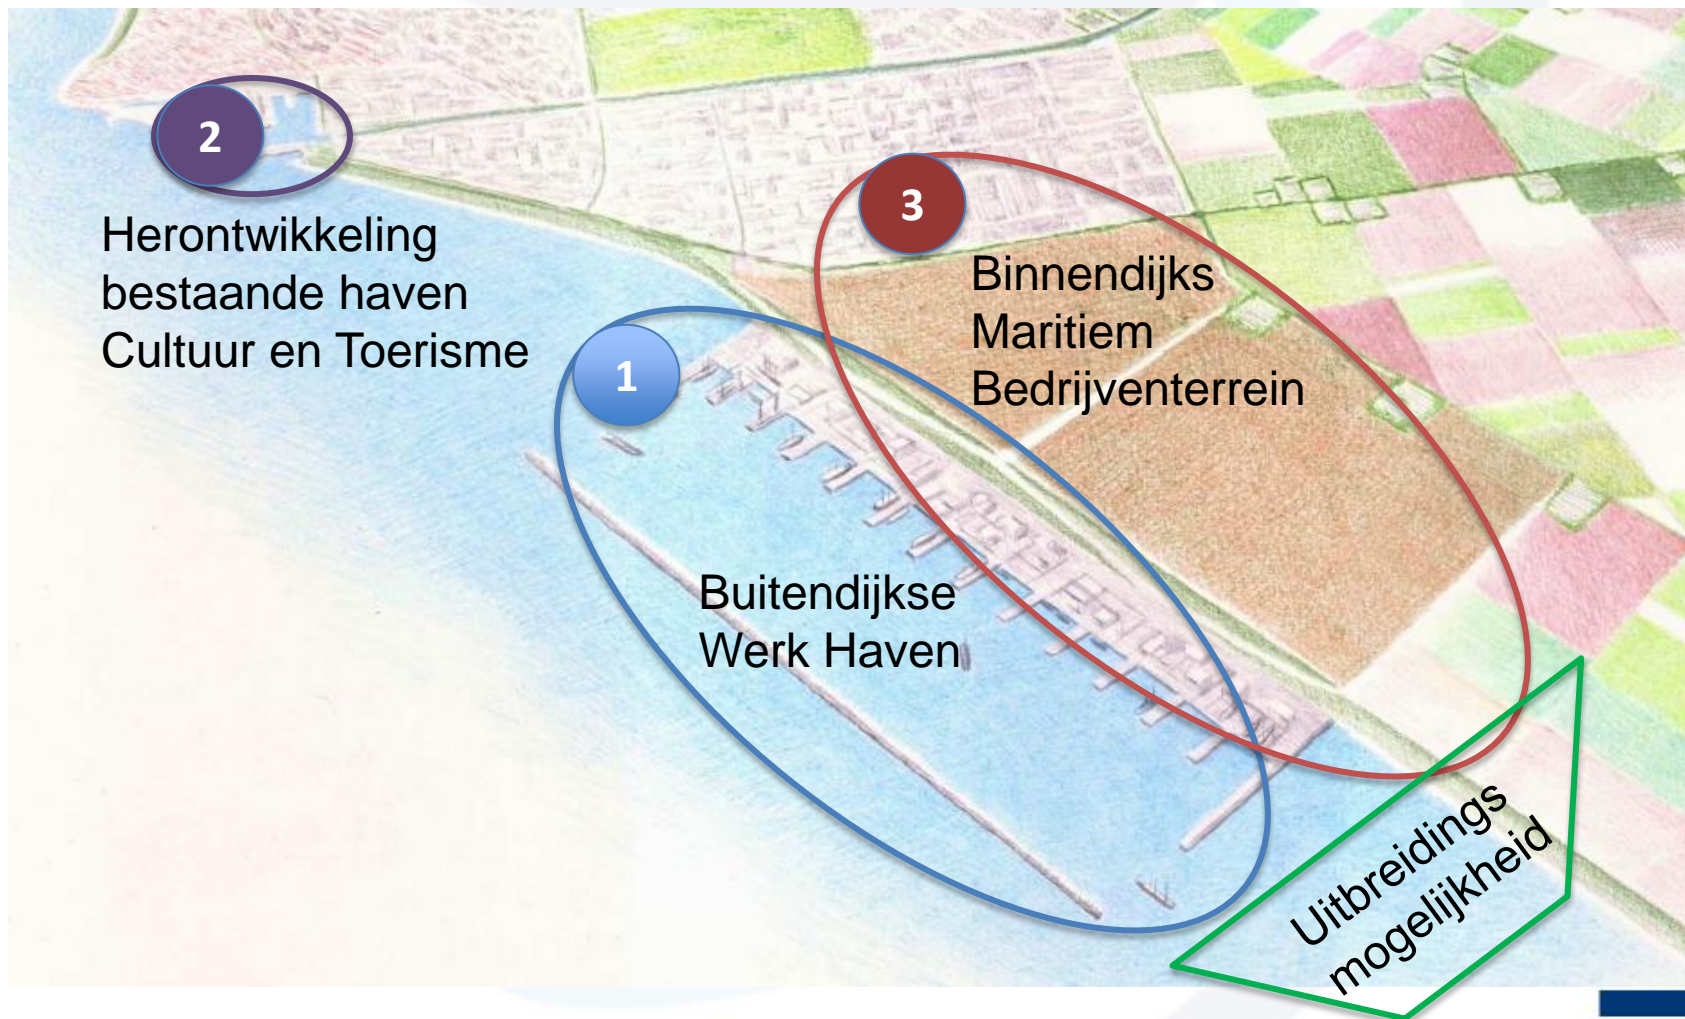 2
Herontwikkeling
bestaande haven
Cultuur en Toerisme
3
Binnendijks
Maritiem
Bedrijventerrein
1
Buitendijkse
Werk Haven
Uitbreidings
mogelijkheid